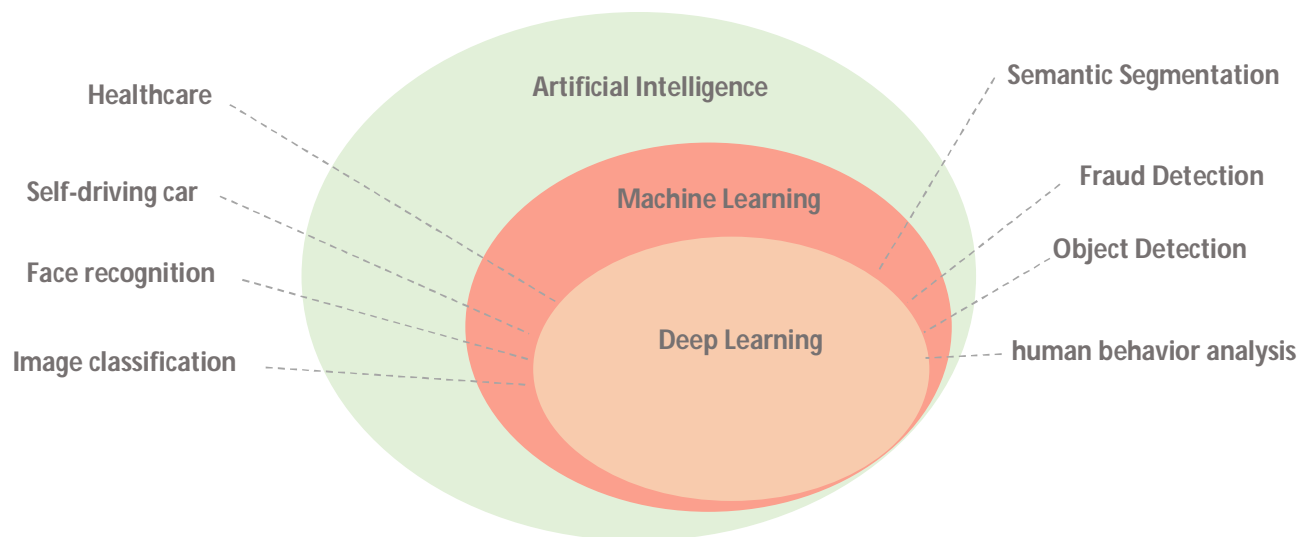 Artificial Intelligence
Machine Learning
Deep Learning
Healthcare
Self-driving car
Face recognition
Image classification
Semantic Segmentation
Fraud Detection
Object Detection
human behavior analysis